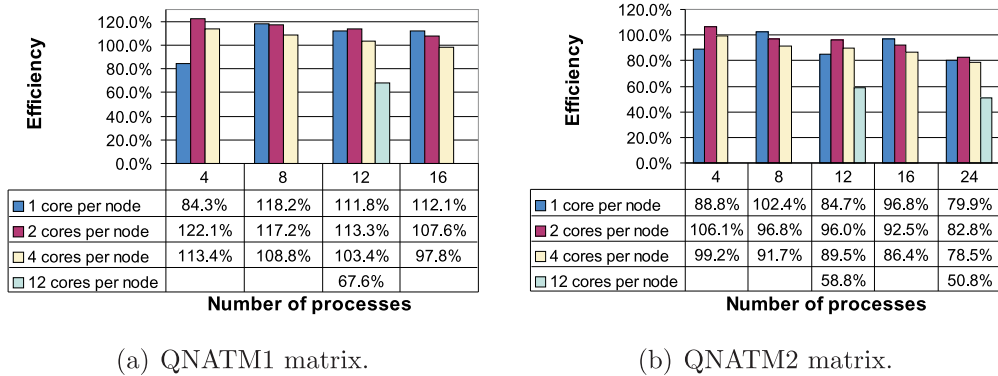 120.0%
100.0%
80.0%
60.0%
40.0%
20.0%
0.0%
Efficiency
4 8 12 16
1 core per node 84.3% 118.2% 111.8% 112.1%
2 cores per node 122.1% 117.2% 113.3% 107.6%
4 cores per node 113.4% 108.8% 103.4% 97.8%
12 cores per node 67.6%
Number of processes
(a) QNATM1 matrix.
120.0%
100.0%
80.0%
60.0%
40.0%
20.0%
0.0%
Efficiency
4 8 12 16 24
1 core per node 88.8% 102.4% 84.7% 96.8% 79.9%
2 cores per node 106.1% 96.8% 96.0% 92.5% 82.8%
4 cores per node 99.2% 91.7% 89.5% 86.4% 78.5%
12 cores per node 58.8% 50.8%
Number of processes
(b) QNATM2 matrix.